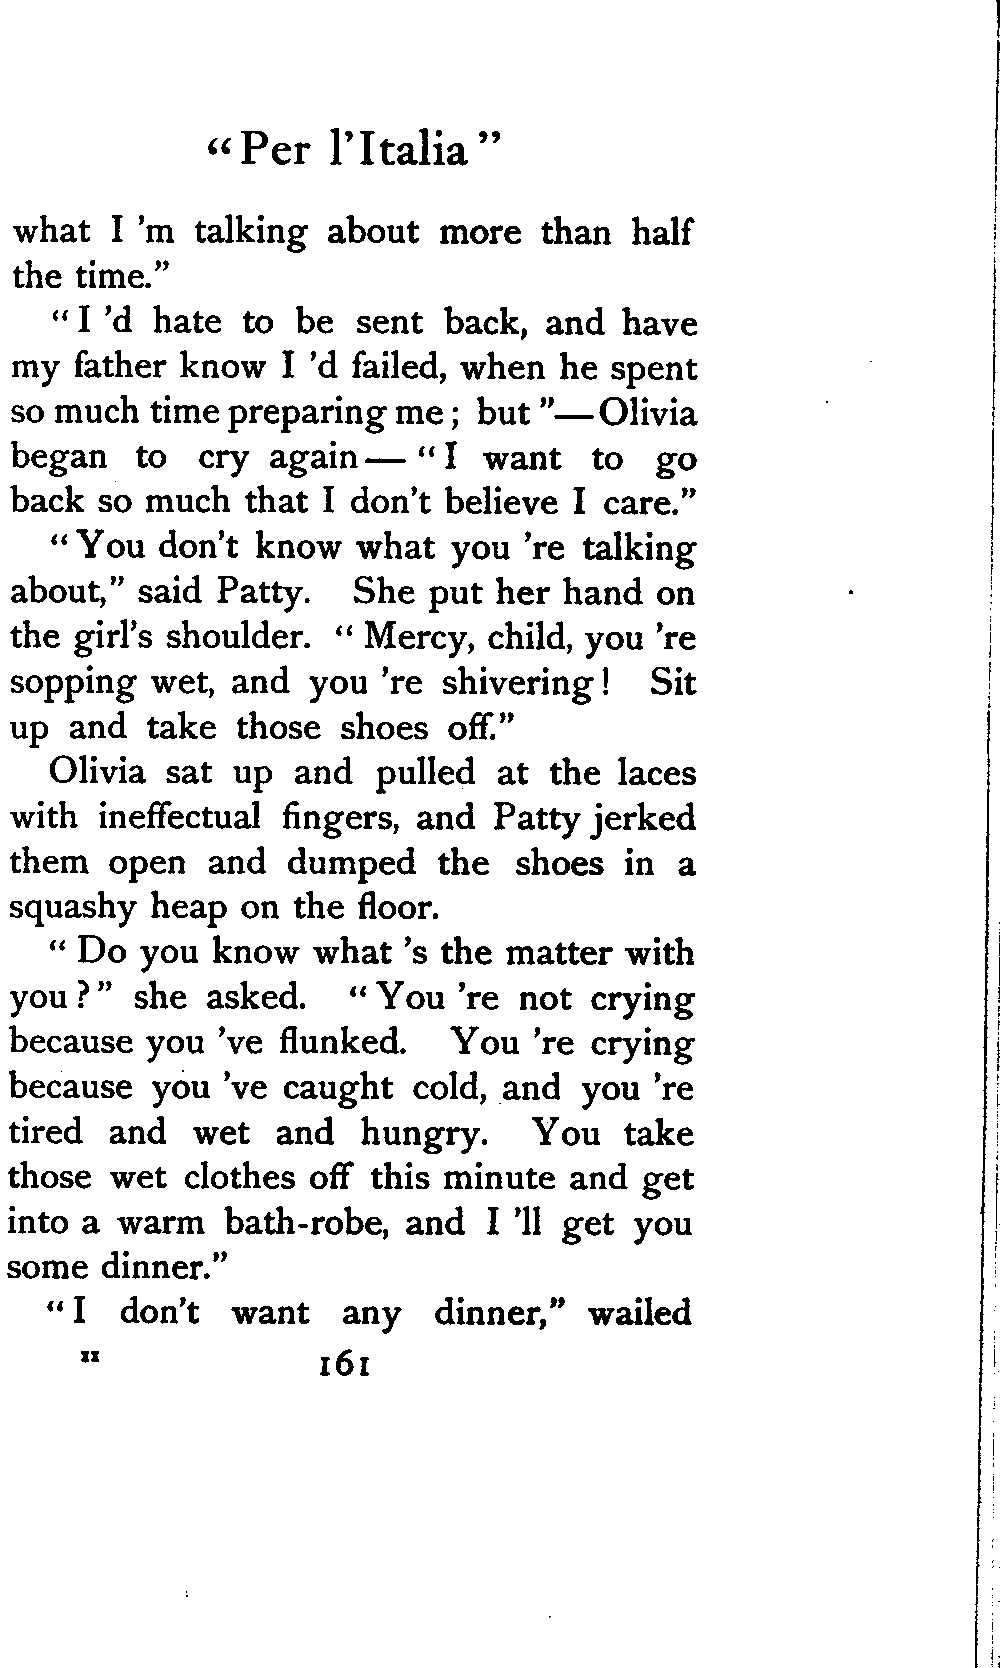 “Per l’Italia”
what I ’m talking about more than half
the time.”
“I ’d hate to be sent back, and have
my father know I ’d failed, when he spent
so much time preparing me; but”—Olivia
began to cry again—“I want to go
back so much that I don’t believe I care.”
“You don’t know what you ’re talking
about,” said Patty. She put her hand on
the girl’s shoulder. “Mercy, child, you ’re
sopping wet, and you ’re shivering! Sit
up and take those shoes off.”
Olivia sat up and pulled at the laces
with ineffectual fingers, and Patty jerked
them open and dumped the shoes in a
squashy heap on the floor.
“Do you know what ’s the matter with
you?” she asked. “You ’re not crying
because you ’ve flunked. You ’re crying
because you ’ve caught cold, and you ’re
tired and wet and hungry. You take
those wet clothes off this minute and get
into a warm bath-robe, and I ’ll get you
some dinner.”
“I don’t want any dinner,” wailed
11 161